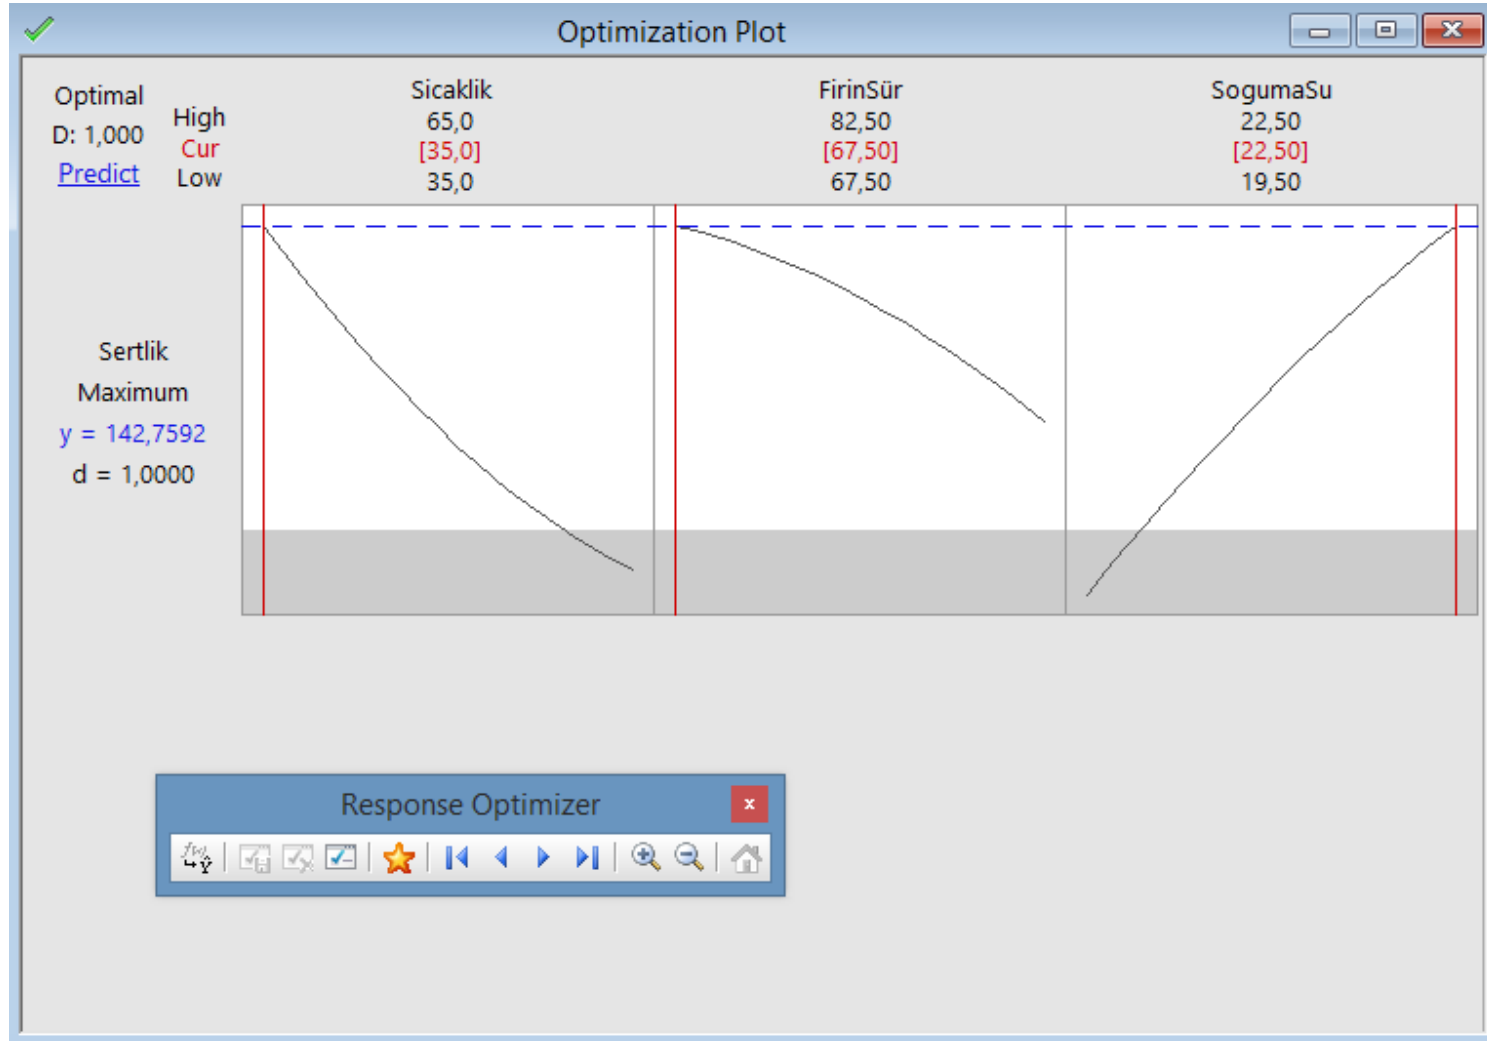 Optimization Plot
Optimal
D: 1,000
Predict
High
Cur
Low
Sicaklik
65,0
[35,0]
35,0
FirinSür
82,50
[67,50]
67,50
SogumaSu
22,50
[22,50]
19,50
Sertlik
Maximum
y = 142,7592
d = 1,0000
Response Optimizer